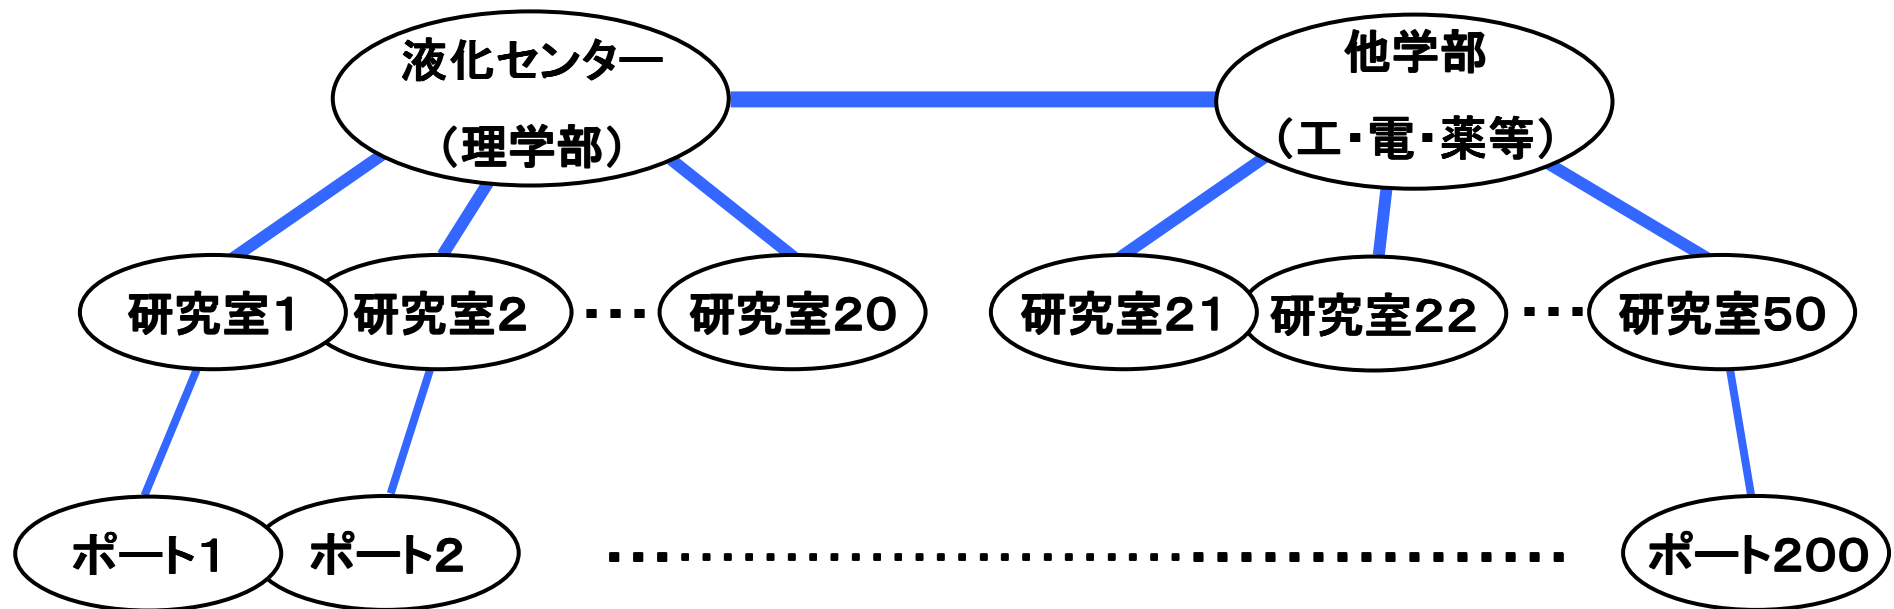 液化センター
（理学部）
他学部
（工・電・薬等）
研究室1
研究室2
…
研究室20
研究室21
研究室22
…
研究室50
ポート1
ポート2
ポート200